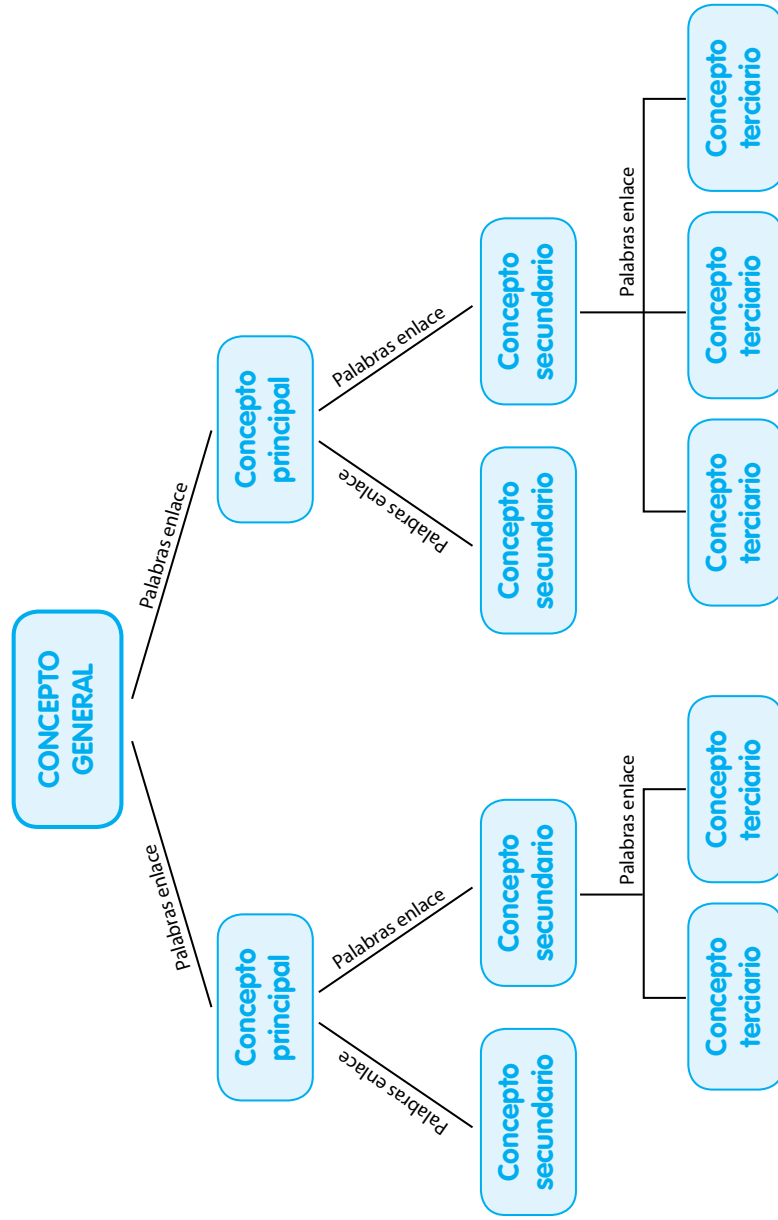 CONCEPTO
GENERAL
Palabras enlace
Palabras enlace
Concepto
principal
Concepto
principal
Palabras enlace
Palabras enlace
Palabras enlace
Palabras enlace
Concepto
secundario
Concepto
secundario
Concepto
secundario
Concepto
secundario
Palabras enlace
Palabras enlace
Concepto
terciario
Concepto
terciario
Concepto
terciario
Concepto
terciario
Concepto
terciario